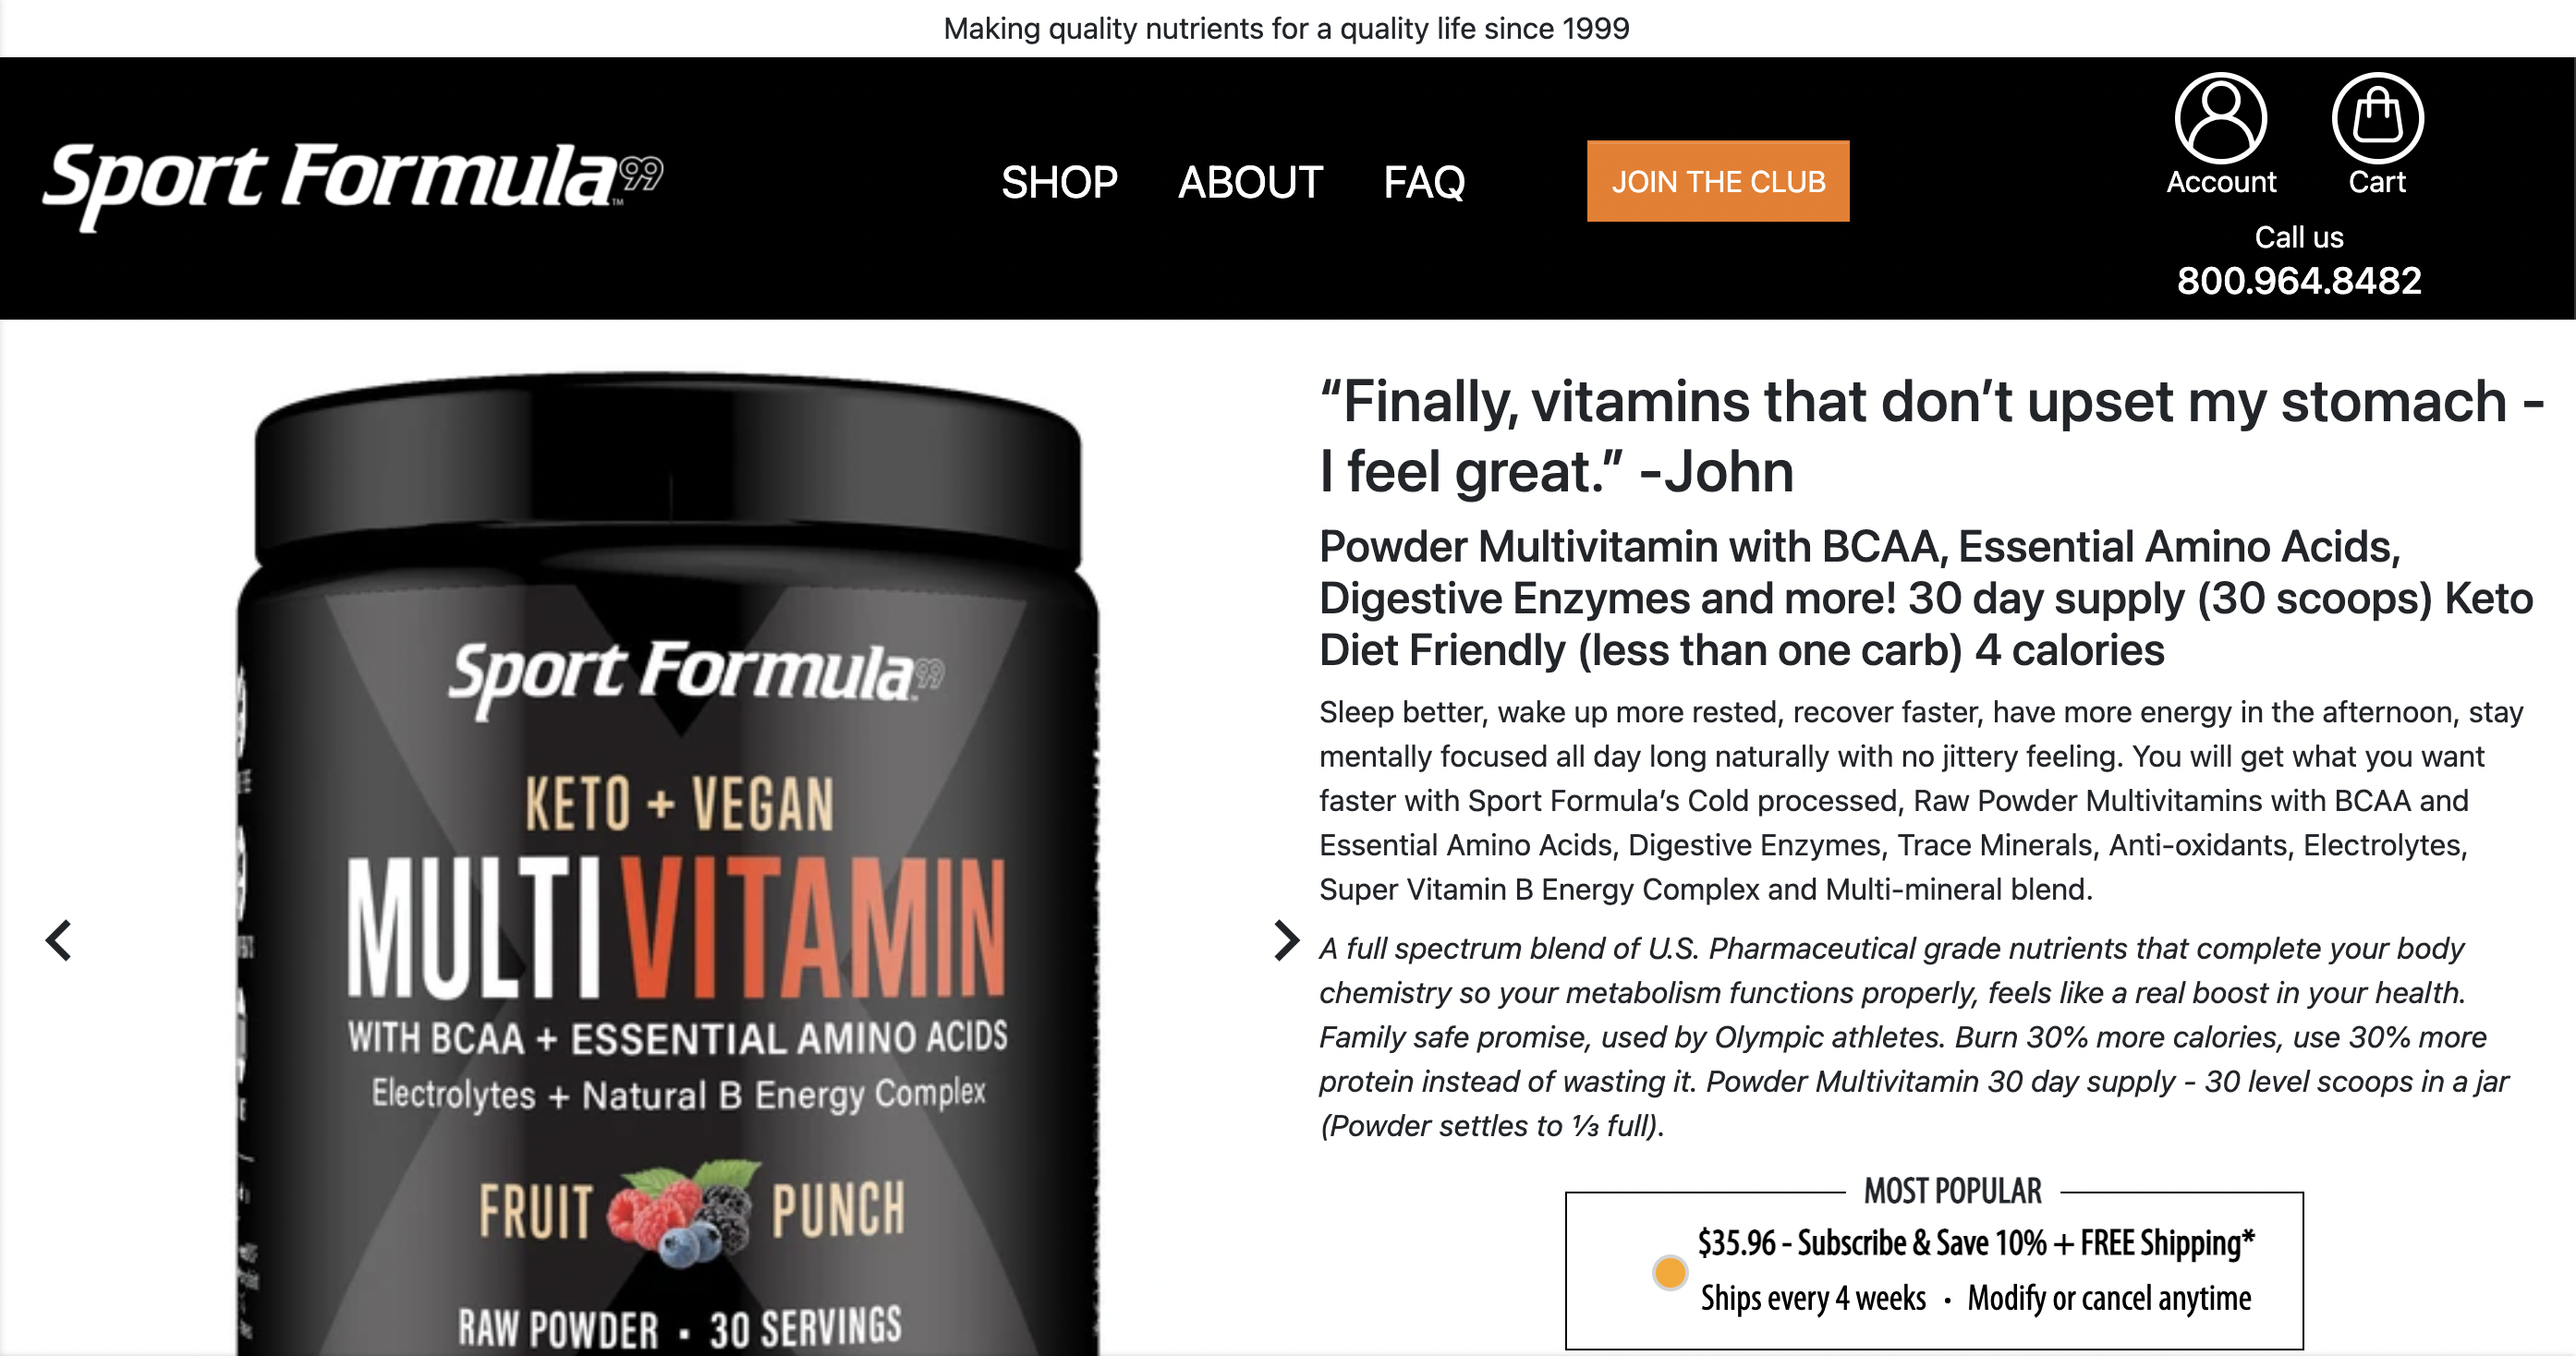 Making quality nutrients for a quality life since 1999
Sport Formula99™
SHOP
ABOUT
FAQ
JOIN THE CLUB
Account
Cart
Call us
800.964.8482
Sport Formula99
KETO + VEGAN
MULTI VITAMIN
WITH BCAA + ESSENTIAL AMINO ACIDS
Electrolytes + Natural B Energy Complex
FRUIT PUNCH
RAW POWDER · 30 SERVINGS
“Finally, vitamins that don’t upset my stomach -
I feel great.” -John
Powder Multivitamin with BCAA, Essential Amino Acids,
Digestive Enzymes and more! 30 day supply (30 scoops) Keto
Diet Friendly (less than one carb) 4 calories
Sleep better, wake up more rested, recover faster, have more energy in the afternoon, stay
mentally focused all day long naturally with no jittery feeling. You will get what you want
faster with Sport Formula’s Cold processed, Raw Powder Multivitamins with BCAA and
Essential Amino Acids, Digestive Enzymes, Trace Minerals, Anti-oxidants, Electrolytes,
Super Vitamin B Energy Complex and Multi-mineral blend.
A full spectrum blend of U.S. Pharmaceutical grade nutrients that complete your body
chemistry so your metabolism functions properly, feels like a real boost in your health.
Family safe promise, used by Olympic athletes. Burn 30% more calories, use 30% more
protein instead of wasting it. Powder Multivitamin 30 day supply - 30 level scoops in a jar
(Powder settles to ⅓ full).
MOST POPULAR
$35.96 - Subscribe & Save 10% + FREE Shipping*
Ships every 4 weeks · Modify or cancel anytime